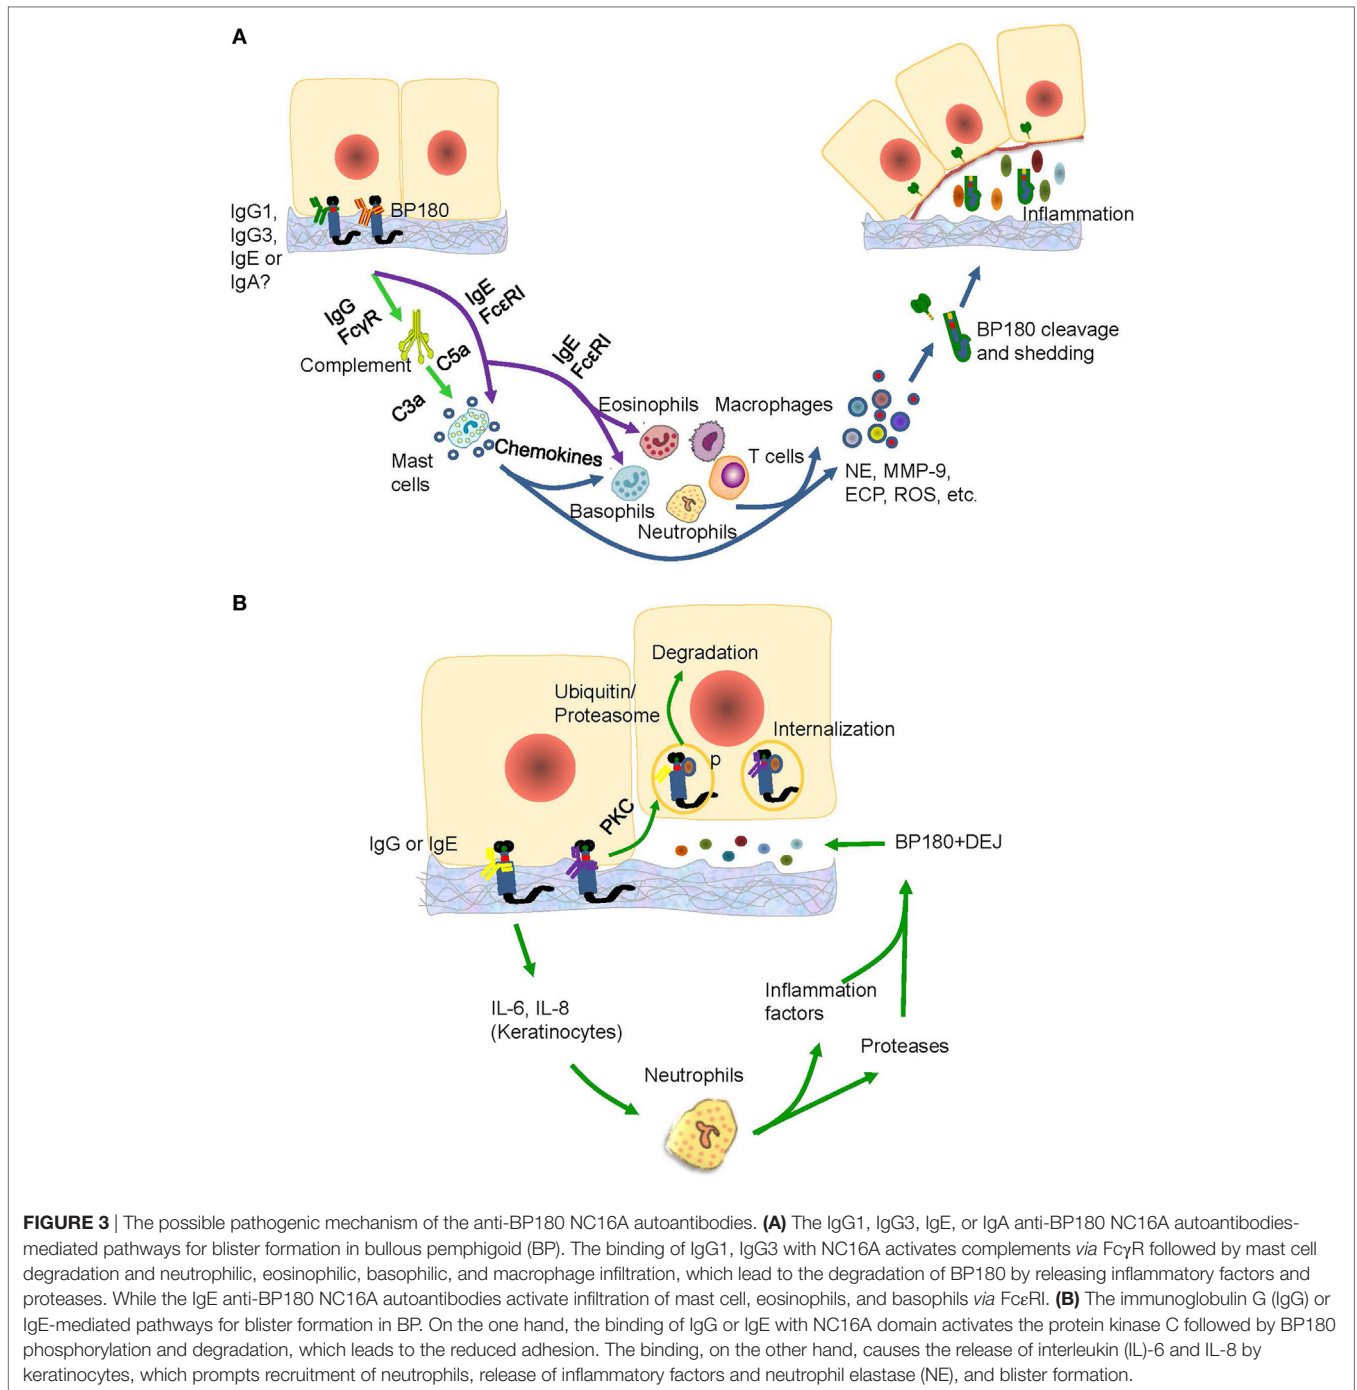 A
IgG1,
IgG3,
IgE or
IgA?
BP180
Inflammation
IgG
FcγR
IgE
FcεRI
IgE
FcεRI
Complement
C5a
C3a
Mast
cells
Chemokines
Eosinophils
Macrophages
T cells
Basophils
Neutrophils
BP180 cleavage
and shedding
NE, MMP-9,
ECP, ROS, etc.
B
Degradation
Ubiquitin/
Proteasome
Internalization
p
PKC
IgG or IgE
BP180+DEJ
IL-6, IL-8
(Keratinocytes)
Inflammation
factors
Proteases
Neutrophils
FIGURE 3 | The possible pathogenic mechanism of the anti-BP180 NC16A autoantibodies. (A) The IgG1, IgG3, IgE, or IgA anti-BP180 NC16A autoantibodies-
mediated pathways for blister formation in bullous pemphigoid (BP). The binding of IgG1, IgG3 with NC16A activates complements via FcγR followed by mast cell
degradation and neutrophilic, eosinophilic, basophilic, and macrophage infiltration, which lead to the degradation of BP180 by releasing inflammatory factors and
proteases. While the IgE anti-BP180 NC16A autoantibodies activate infiltration of mast cell, eosinophils, and basophils via FcεRI. (B) The immunoglobulin G (IgG) or
IgE-mediated pathways for blister formation in BP. On the one hand, the binding of IgG or IgE with NC16A domain activates the protein kinase C followed by BP180
phosphorylation and degradation, which leads to the reduced adhesion. The binding, on the other hand, causes the release of interleukin (IL)-6 and IL-8 by
keratinocytes, which prompts recruitment of neutrophils, release of inflammatory factors and neutrophil elastase (NE), and blister formation.